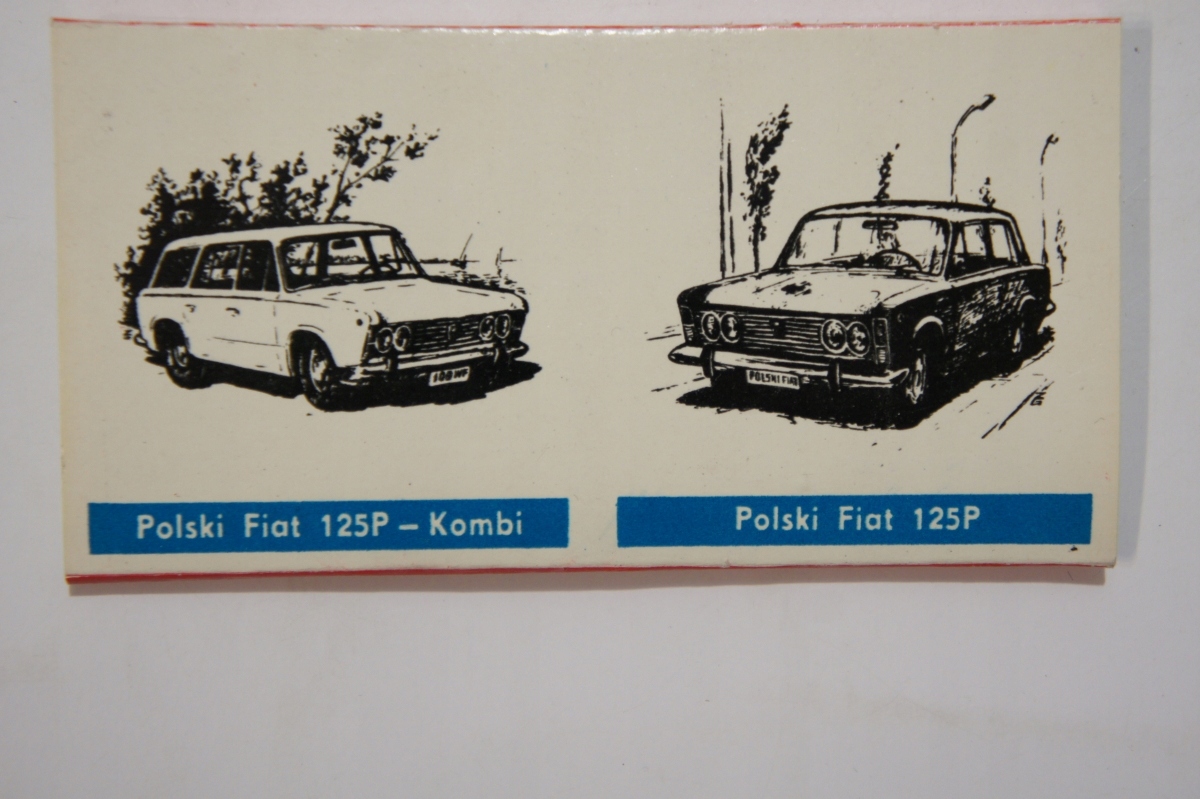 POLSKI FIAT
Polski Fiat 125P – Kombi
Polski Fiat 125P